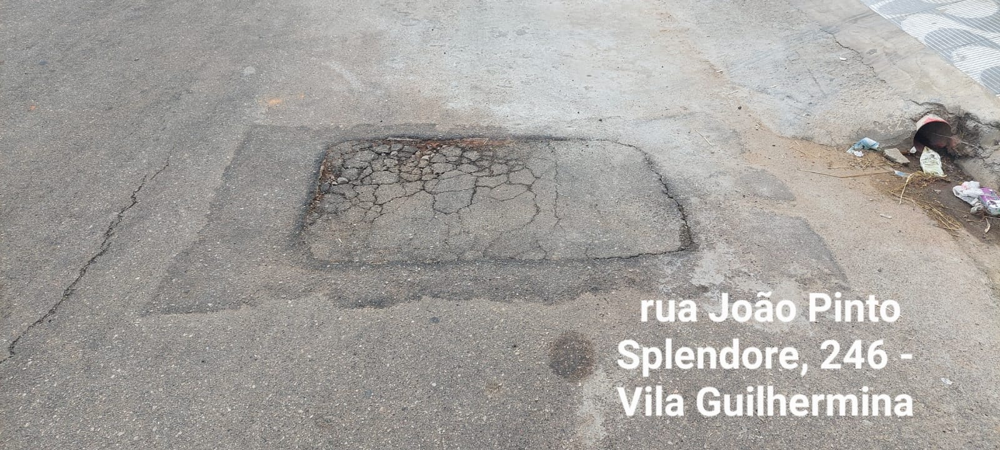 rua João Pinto
Splendore, 246 -
Vila Guilhermina